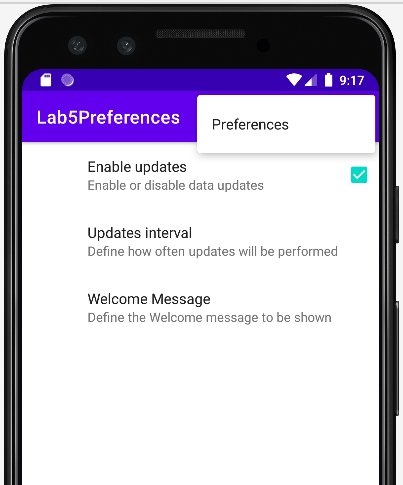 9:17
Lab5Preferences
Preferences
Enable updates
Enable or disable data updates
Updates interval
Define how often updates will be performed
Welcome Message
Define the Welcome message to be shown